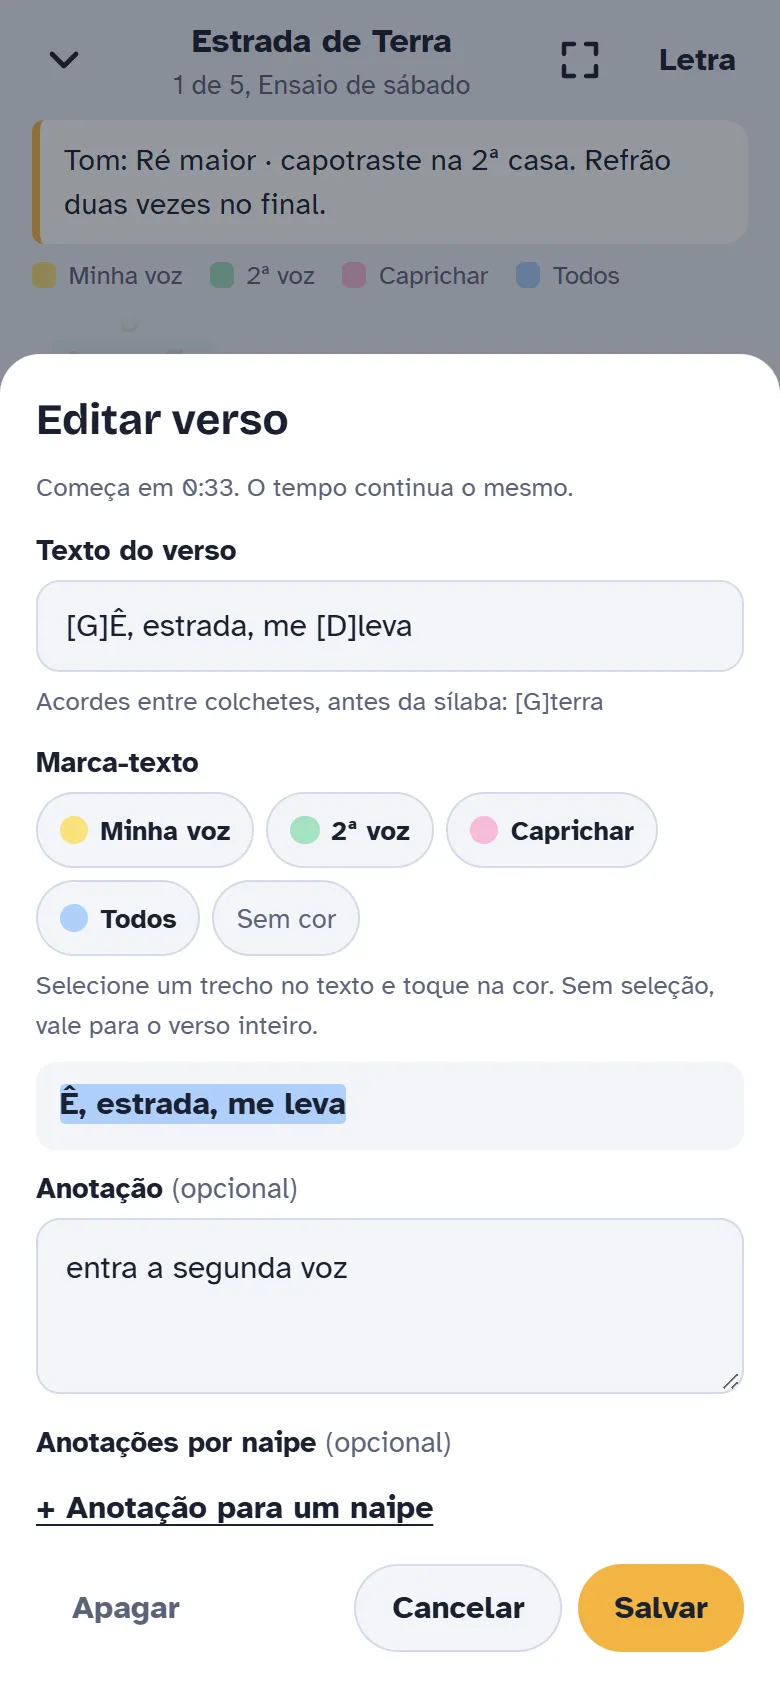 Estrada de Terra
1 de 5, Ensaio de sábado
Letra
Tom: Ré maior · capotraste na 2ª casa. Refrão
duas vezes no final.
Minha voz 2ª voz Caprichar Todos
Editar verso
Começa em 0:33. O tempo continua o mesmo.
Texto do verso
[G]Ê, estrada, me [D]leva
Acordes entre colchetes, antes da sílaba: [G]terra
Marca-texto
Minha voz 2ª voz Caprichar
Todos Sem cor
Selecione um trecho no texto e toque na cor. Sem seleção,
vale para o verso inteiro.
Ê, estrada, me leva
Anotação (opcional)
entra a segunda voz
Anotações por naipe (opcional)
+ Anotação para um naipe
Apagar Cancelar Salvar